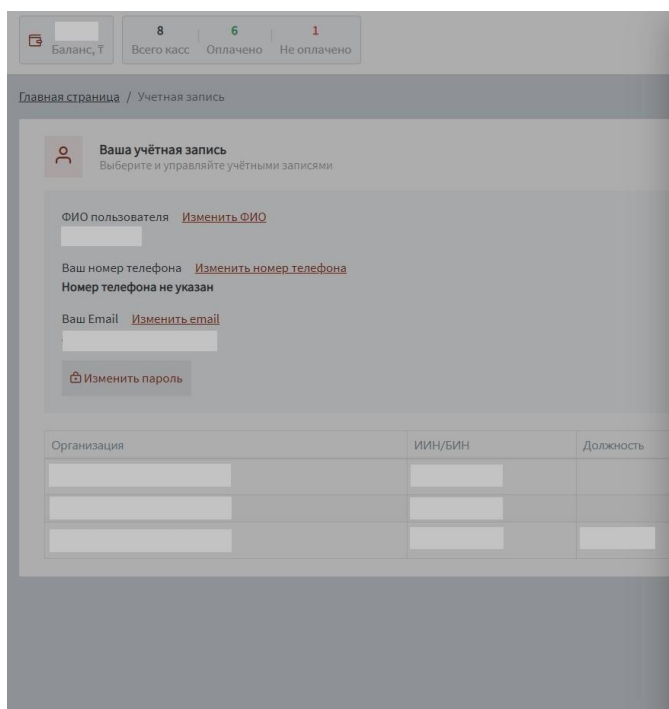 8 6 1
Баланс, ₸ Всего касс Оплачено Не оплачено
Главная страница / Учетная запись
Ваша учётная запись
Выберите и управляйте учётными записями
ФИО пользователя Изменить ФИО
Ваш номер телефона Изменить номер телефона
Номер телефона не указан
Ваш Email Изменить email
Изменить пароль
Организация ИИН/БИН Должность